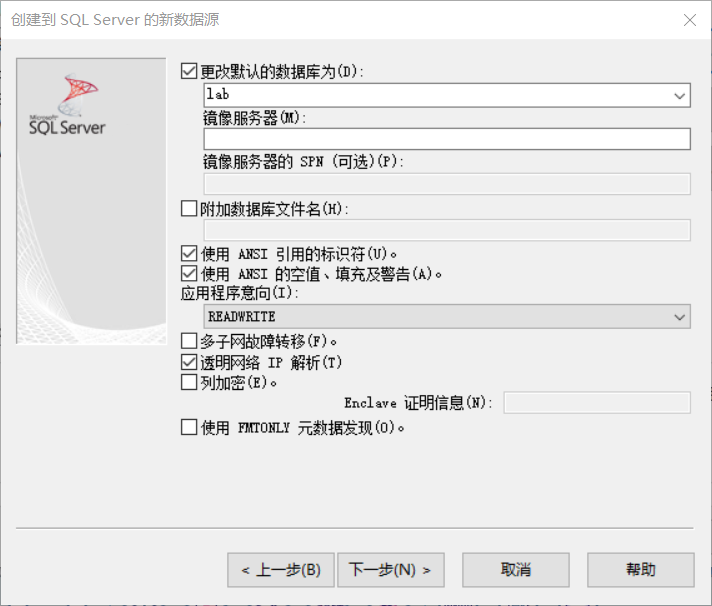 创建到 SQL Server 的新数据源
Microsoft
SQL Server
更改默认的数据库为(D):
lab
镜像服务器(M):
镜像服务器的 SPN (可选)(P):
附加数据库文件名(H):
使用 ANSI 引用的标识符(U)。
使用 ANSI 的空值、填充及警告(A)。
应用程序意向(I):
READWRITE
多子网故障转移(F)。
透明网络 IP 解析(T)
列加密(E)。
Enclave 证明信息(N):
使用 FMTONLY 元数据发现(O)。
< 上一步(B) 下一步(N) > 取消 帮助